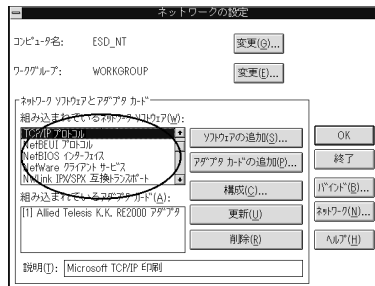 ネットワークの設定
コンピュータ名: ESD_NT 変更(G)...
ワークグループ: WORKGROUP 変更(E)...
ネットワーク ソフトウェアとアダプタ カード
組み込まれているネットワーク ソフトウェア(W):
TCP/IP プロトコル
NetBEUI プロトコル
NetBIOS インターフェイス
NetWare クライアント サービス
NWLink IPX/SPX 互換トランスポート
組み込まれているアダプタ カード(A):
[1] Allied Telesis K.K. RE2000 アダプタ
ソフトウェアの追加(S)...
アダプタ カードの追加(P)...
構成(C)...
更新(U)
削除(R)
OK
終了
バインド(B)...
ネットワーク(N)...
ヘルプ(H)
説明(T): Microsoft TCP/IP 印刷